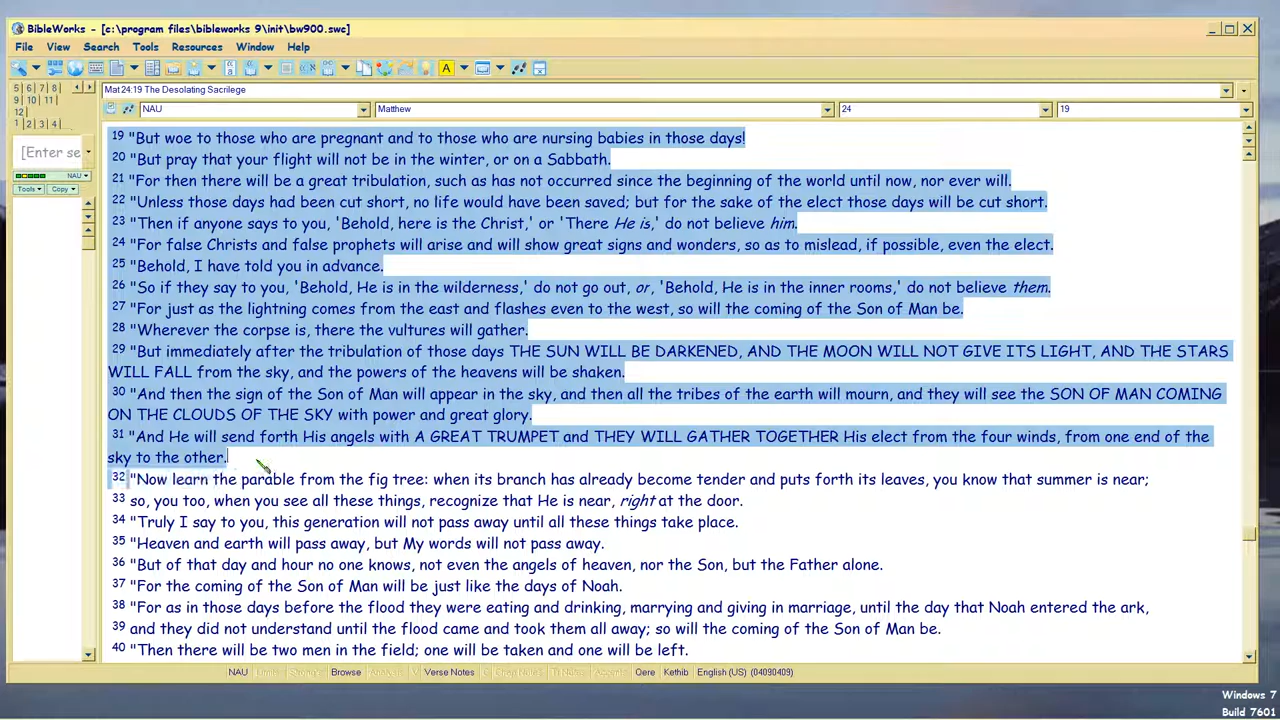 BibleWorks - [c:\program files\bibleworks 9\init\bw900.swc]
File View Search Tools Resources Window Help
5| 6| 7| 8|
9| 10| 11|
12|
1| 2| 3| 4|
[Enter se
NAU
Tools Copy
Mat 24:19 The Desolating Sacrilege
NAU Matthew 24 19
19 "But woe to those who are pregnant and to those who are nursing babies in those days!
20 "But pray that your flight will not be in the winter, or on a Sabbath.
21 "For then there will be a great tribulation, such as has not occurred since the beginning of the world until now, nor ever will.
22 "Unless those days had been cut short, no life would have been saved; but for the sake of the elect those days will be cut short.
23 "Then if anyone says to you, 'Behold, here is the Christ,' or 'There He is,' do not believe him.
24 "For false Christs and false prophets will arise and will show great signs and wonders, so as to mislead, if possible, even the elect.
25 "Behold, I have told you in advance.
26 "So if they say to you, 'Behold, He is in the wilderness,' do not go out, or, 'Behold, He is in the inner rooms,' do not believe them.
27 "For just as the lightning comes from the east and flashes even to the west, so will the coming of the Son of Man be.
28 "Wherever the corpse is, there the vultures will gather.
29 "But immediately after the tribulation of those days THE SUN WILL BE DARKENED, AND THE MOON WILL NOT GIVE ITS LIGHT, AND THE STARS
WILL FALL from the sky, and the powers of the heavens will be shaken.
30 "And then the sign of the Son of Man will appear in the sky, and then all the tribes of the earth will mourn, and they will see the SON OF MAN COMING
ON THE CLOUDS OF THE SKY with power and great glory.
31 "And He will send forth His angels with A GREAT TRUMPET and THEY WILL GATHER TOGETHER His elect from the four winds, from one end of the
sky to the other.
32 "Now learn the parable from the fig tree: when its branch has already become tender and puts forth its leaves, you know that summer is near;
33 so, you too, when you see all these things, recognize that He is near, right at the door.
34 "Truly I say to you, this generation will not pass away until all these things take place.
35 "Heaven and earth will pass away, but My words will not pass away.
36 "But of that day and hour no one knows, not even the angels of heaven, nor the Son, but the Father alone.
37 "For the coming of the Son of Man will be just like the days of Noah.
38 "For as in those days before the flood they were eating and drinking, marrying and giving in marriage, until the day that Noah entered the ark,
39 and they did not understand until the flood came and took them all away; so will the coming of the Son of Man be.
40 "Then there will be two men in the field; one will be taken and one will be left.
NAU Browse Verse Notes Qere Kethib English (US) (04090409)
Windows 7
Build 7601